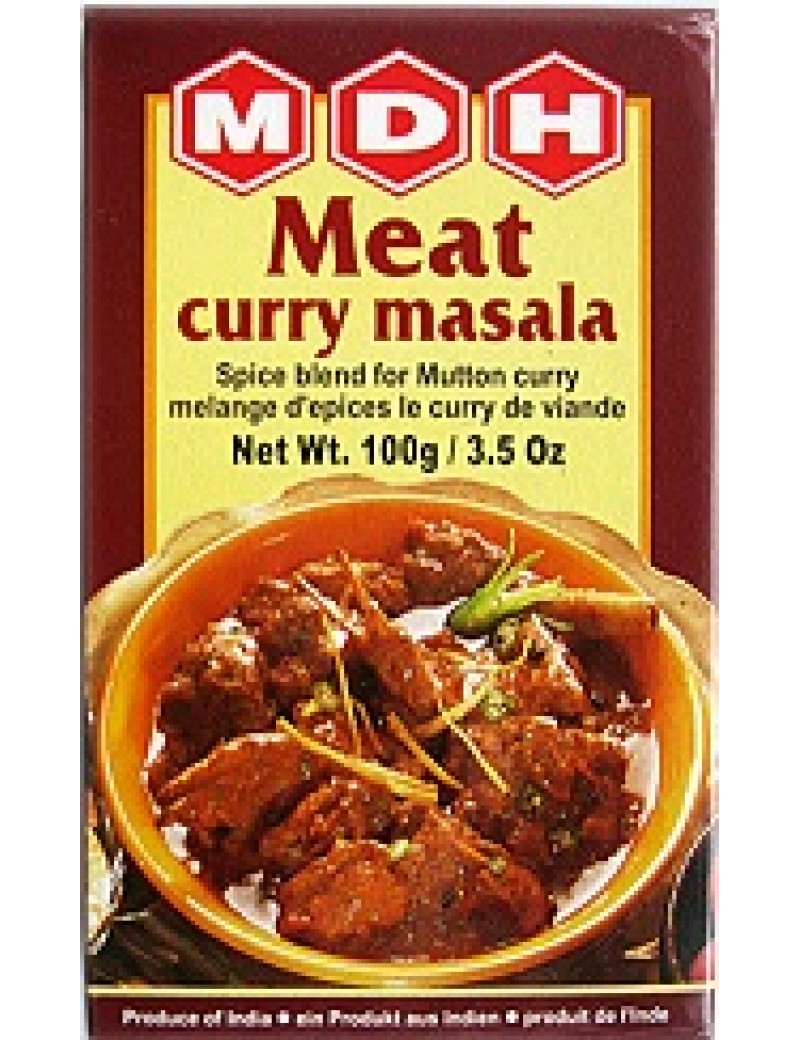 MDH
Meat
curry masala
Spice blend for Mutton curry
melange d'epices le curry de viande
Net Wt. 100g / 3.5 Oz
Produce of India * ein Produkt aus Indien * produit de l'Inde